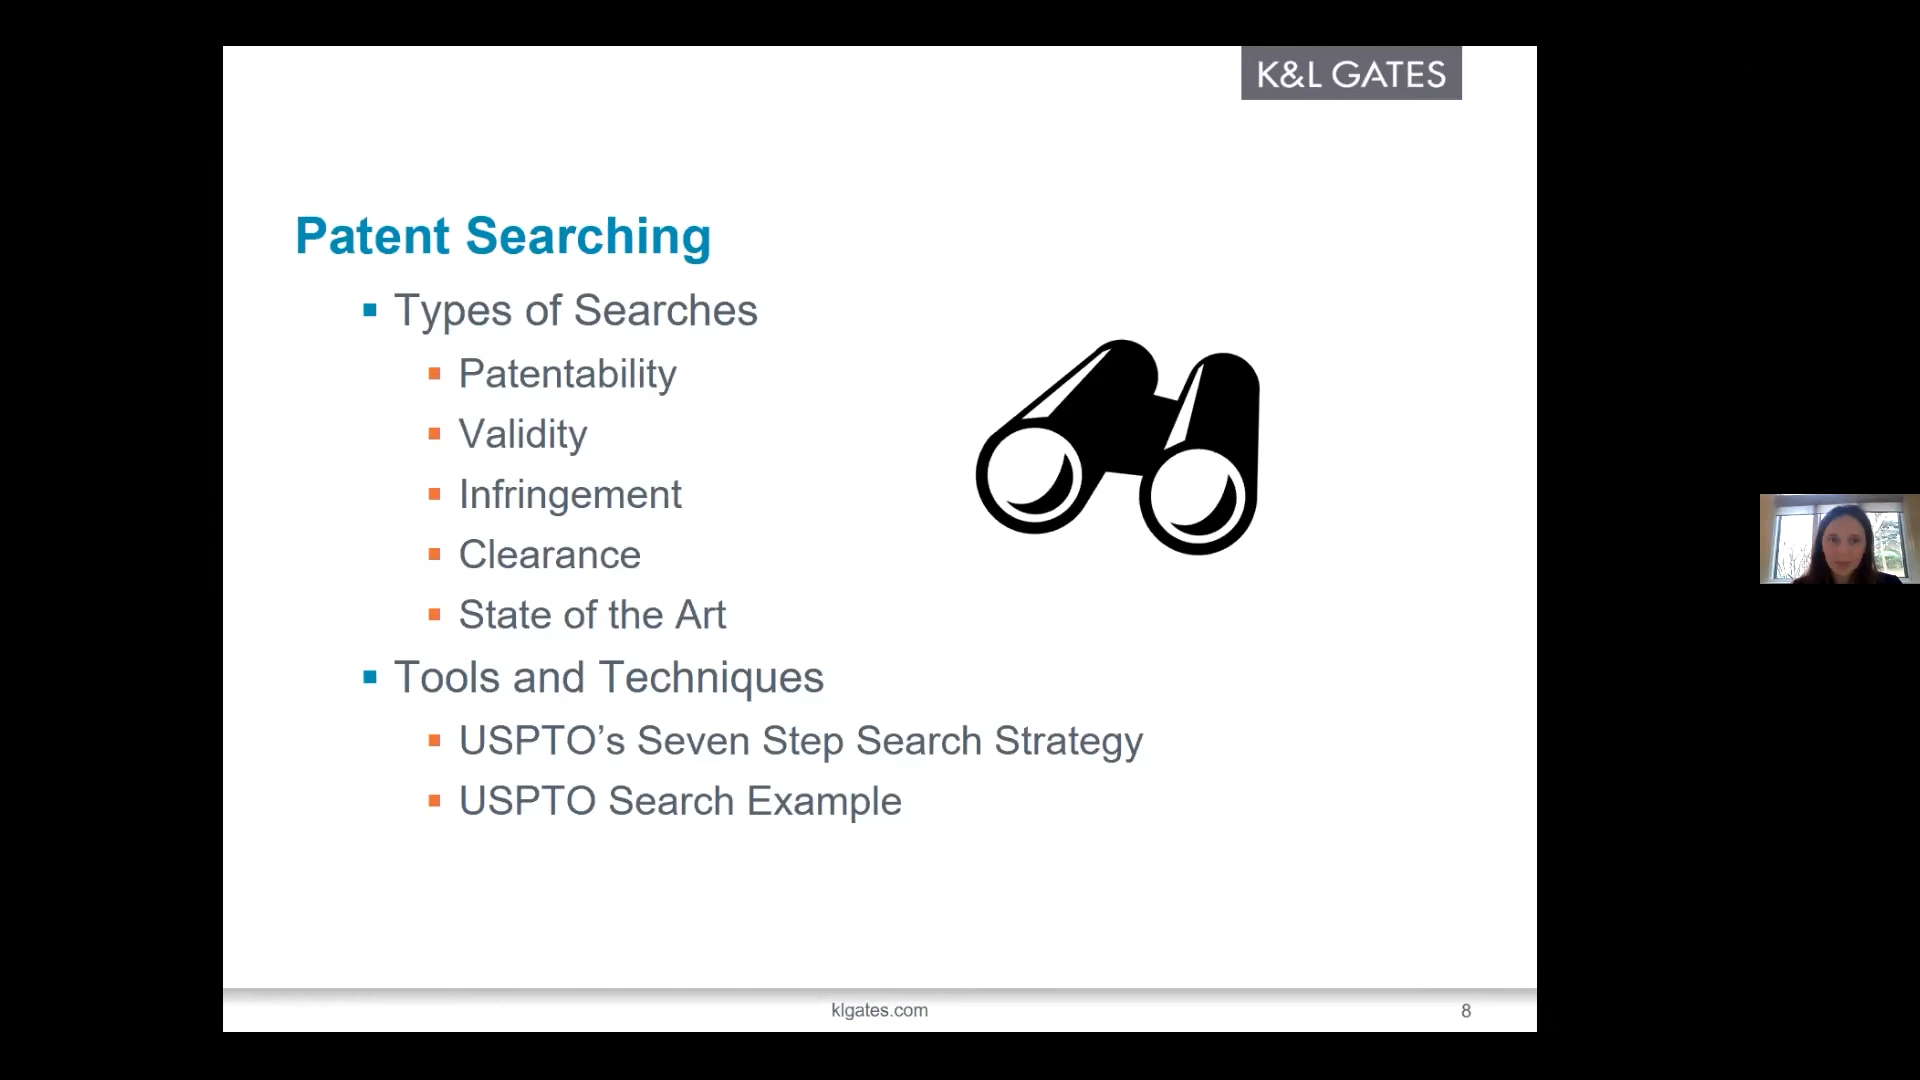 K&L GATES
Patent Searching
Types of Searches
Patentability
Validity
Infringement
Clearance
State of the Art
Tools and Techniques
USPTO’s Seven Step Search Strategy
USPTO Search Example
klgates.com
8